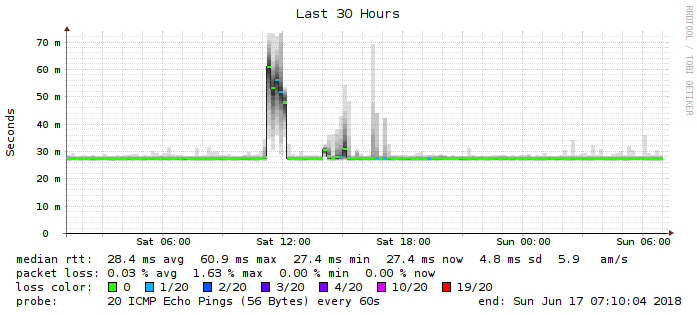 Last 30 Hours
RRDTOOL / TOBI OETIKER
Seconds
70 m
60 m
50 m
40 m
30 m
20 m
10 m
0
Sat 06:00 Sat 12:00 Sat 18:00 Sun 00:00 Sun 06:00
median rtt: 28.4 ms avg 60.9 ms max 27.4 ms min 27.4 ms now 4.8 ms sd 5.9 am/s
packet loss: 0.03 % avg 1.63 % max 0.00 % min 0.00 % now
loss color: 0 1/20 2/20 3/20 4/20 10/20 19/20
probe: 20 ICMP Echo Pings (56 Bytes) every 60s end: Sun Jun 17 07:10:04 2018